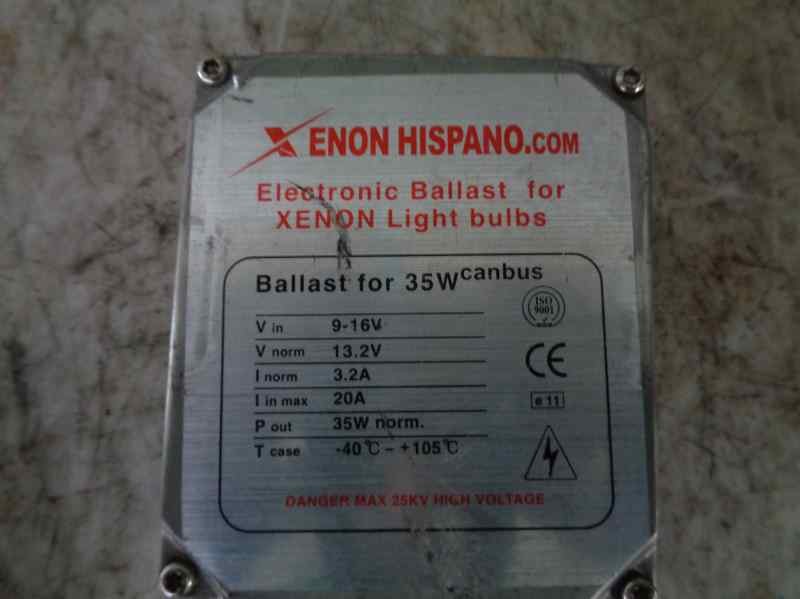 XENON HISPANO.COM
Electronic Ballast for
XENON Light bulbs
Ballast for 35W canbus
V in 9-16V
V norm 13.2V
I norm 3.2A
I in max 20A
P out 35W norm.
T case -40℃ - +105℃
ISO
9001
CE
e 11
DANGER MAX 25KV HIGH VOLTAGE